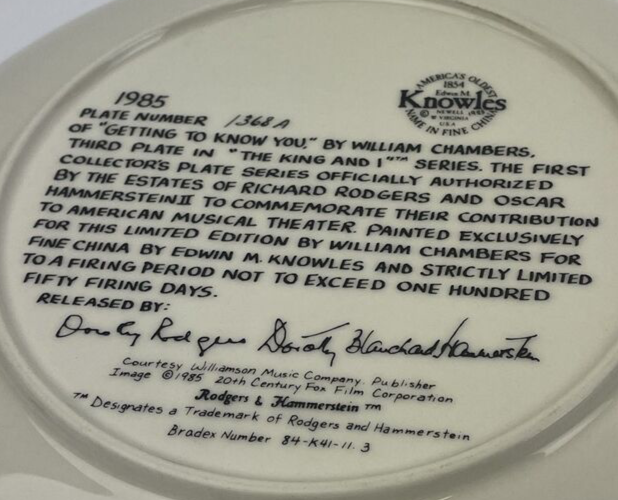 1985
AMERICA'S OLDEST
1854
Edwin M.
Knowles
© NEWELL 1985
W. VIRGINIA
U.S.A
NAME IN FINE CHINA
PLATE NUMBER 1368A
OF "GETTING TO KNOW YOU," BY WILLIAM CHAMBERS,
THIRD PLATE IN "THE KING AND I"™ SERIES. THE FIRST
COLLECTOR'S PLATE SERIES OFFICIALLY AUTHORIZED
BY THE ESTATES OF RICHARD RODGERS AND OSCAR
HAMMERSTEIN II TO COMMEMORATE THEIR CONTRIBUTION
TO AMERICAN MUSICAL THEATER. PAINTED EXCLUSIVELY
FOR THIS LIMITED EDITION BY WILLIAM CHAMBERS FOR
FINE CHINA BY EDWIN M. KNOWLES AND STRICTLY LIMITED
TO A FIRING PERIOD NOT TO EXCEED ONE HUNDRED
FIFTY FIRING DAYS.
RELEASED BY:
Dorothy Rodgers Dorothy Blanchard Hammerstein
Courtesy Williamson Music Company. Publisher
Image ©1985 20th Century Fox Film Corporation
Rodgers & Hammerstein ™
™ Designates a Trademark of Rodgers and Hammerstein
Bradex Number 84-K41-11.3